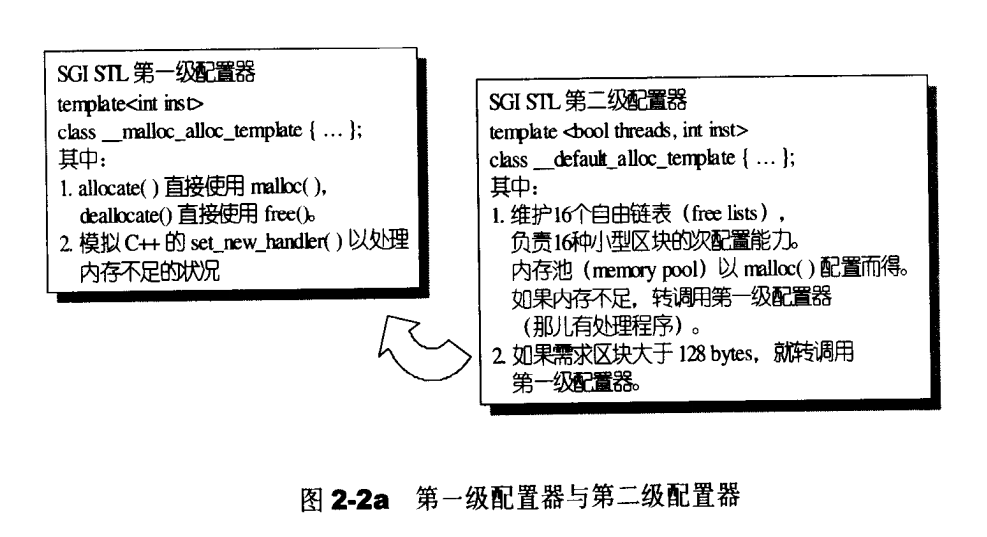 SGI STL 第一级配置器
template<int inst>
class __malloc_alloc_template { … };
其中：
1. allocate( ) 直接使用 malloc( )，
deallocate() 直接使用 free()。
2. 模拟 C++ 的 set_new_handler( ) 以处理
内存不足的状况
SGI STL 第二级配置器
template <bool threads, int inst>
class __default_alloc_template { … };
其中：
1. 维护16个自由链表（free lists），
负责16种小型区块的次配置能力。
内存池（memory pool）以 malloc( ) 配置而得。
如果内存不足，转调用第一级配置器
（那儿有处理程序）。
2. 如果需求区块大于 128 bytes，就转调用
第一级配置器。
图 2-2a 第一级配置器与第二级配置器